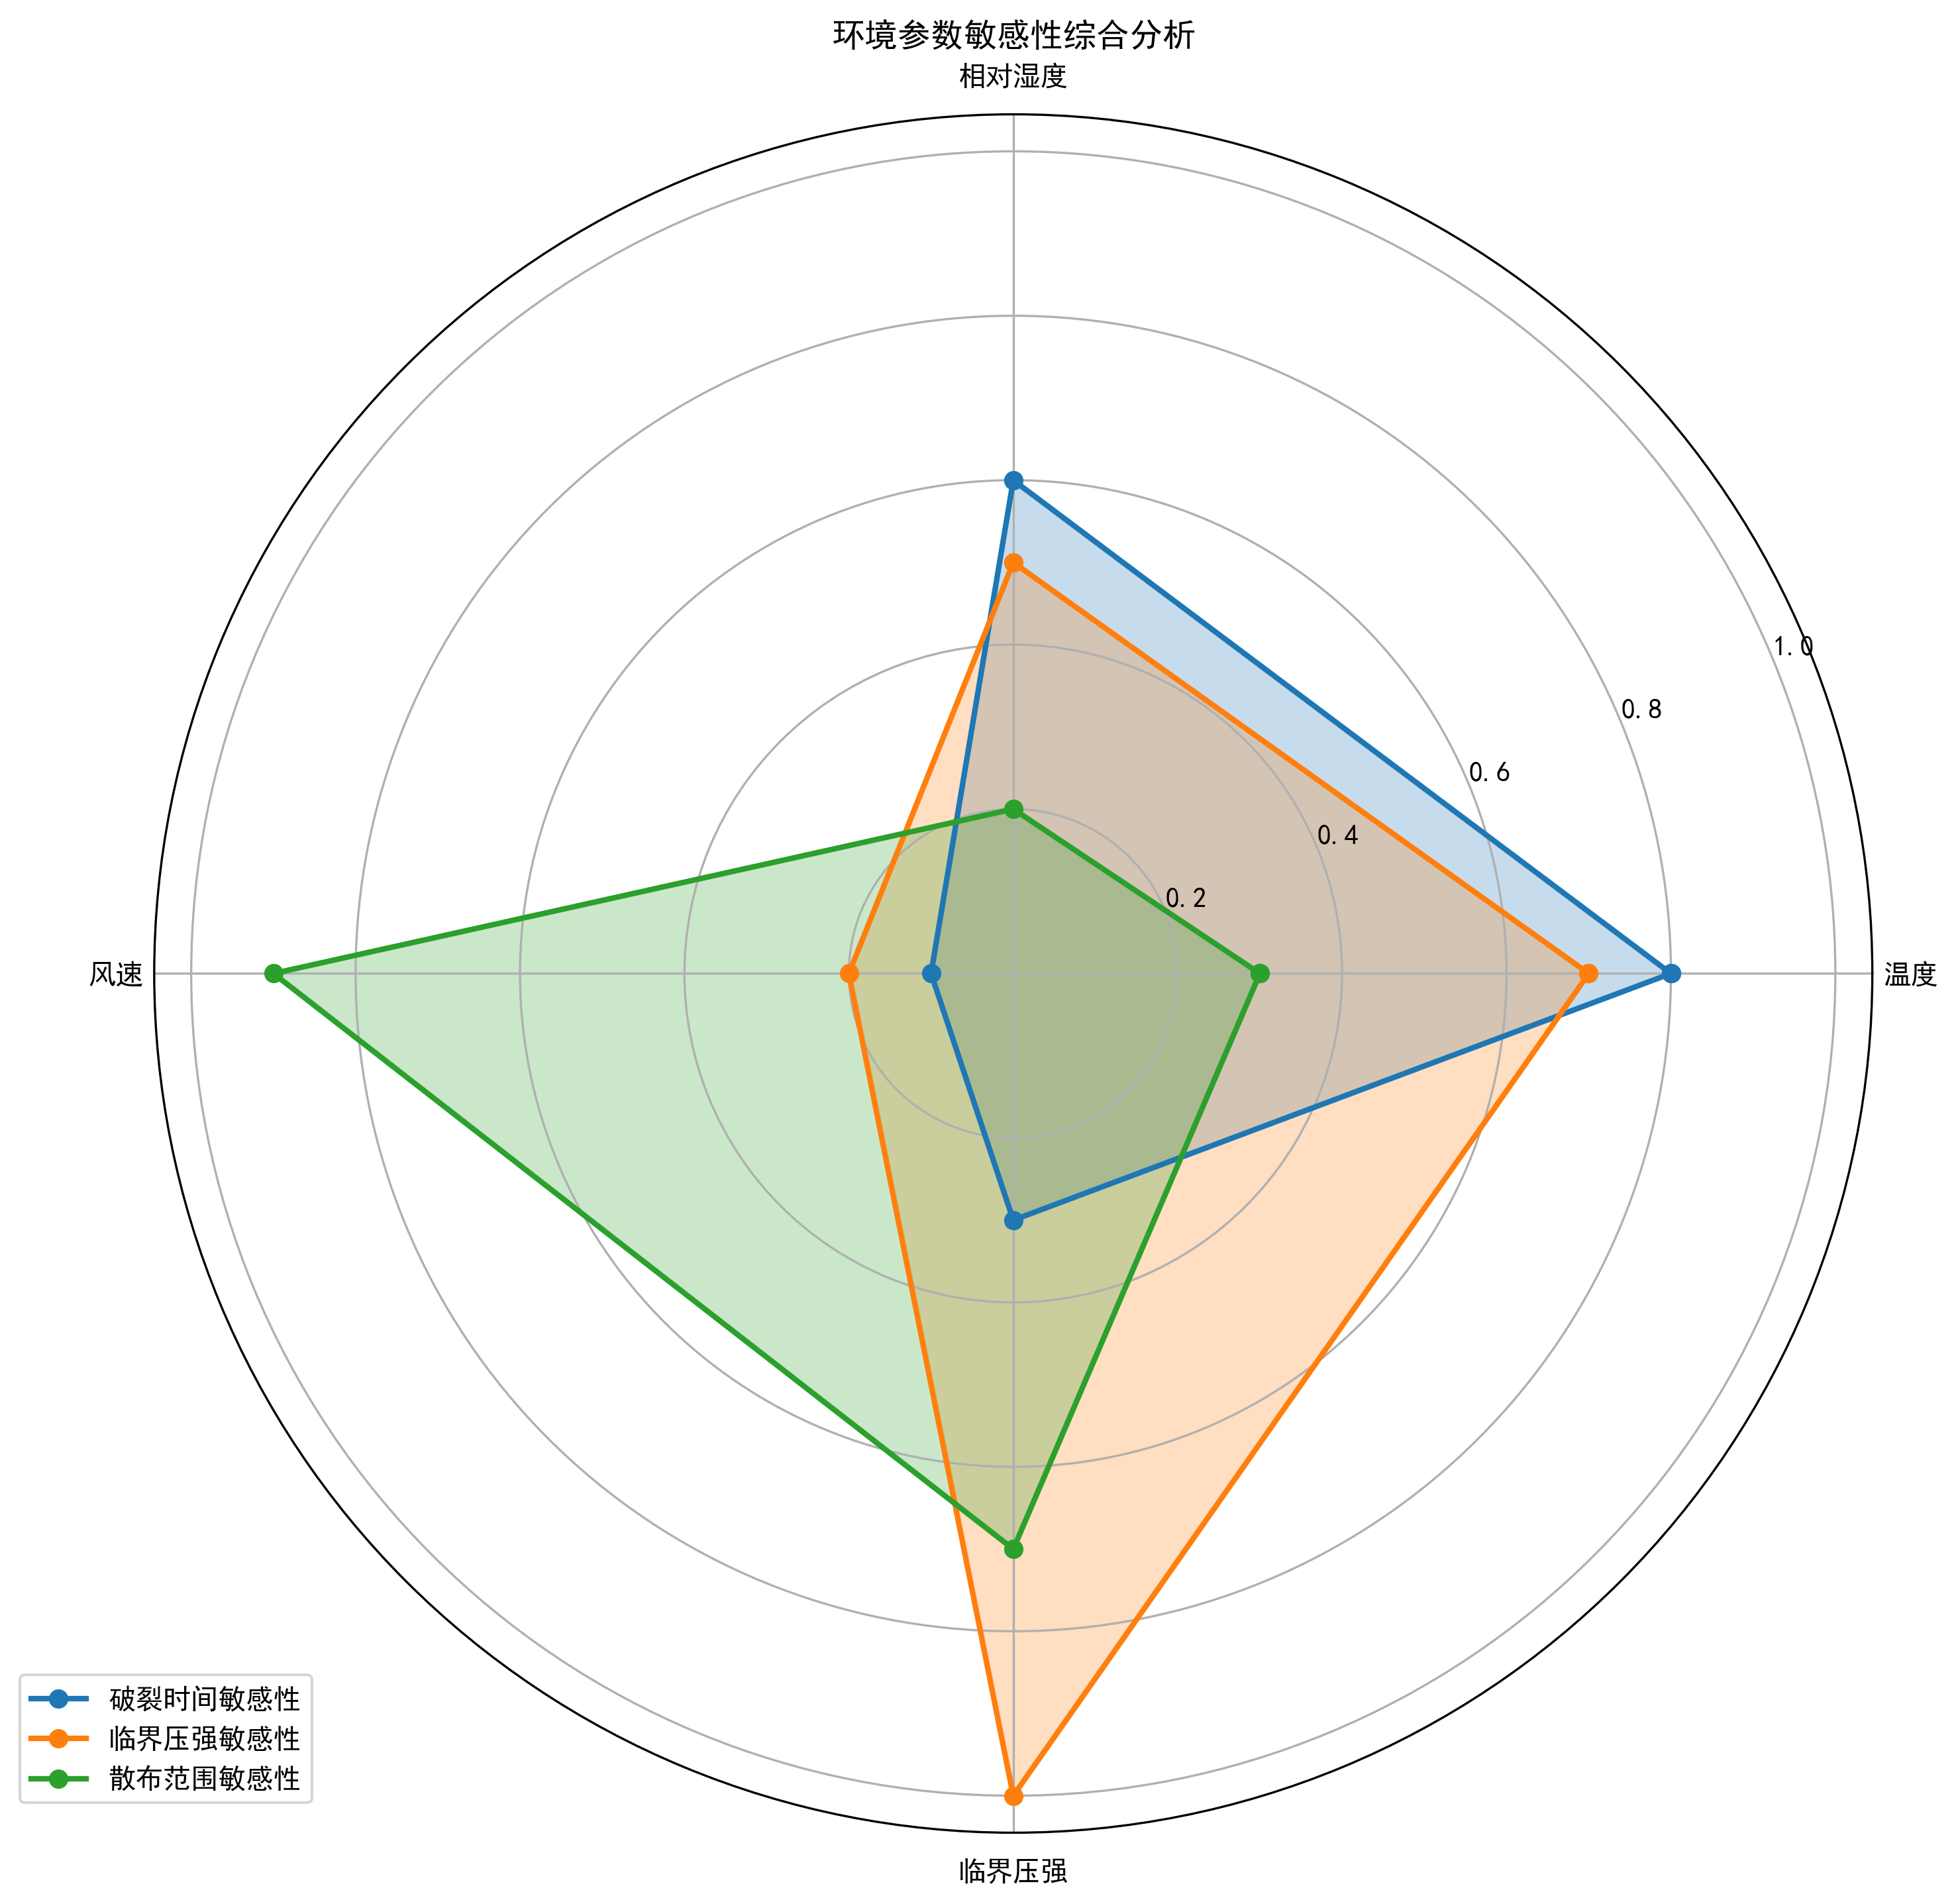 环境参数敏感性综合分析
相对湿度
1.0
0.8
0.6
0.4
0.2
风速
温度
破裂时间敏感性
临界压强敏感性
散布范围敏感性
临界压强